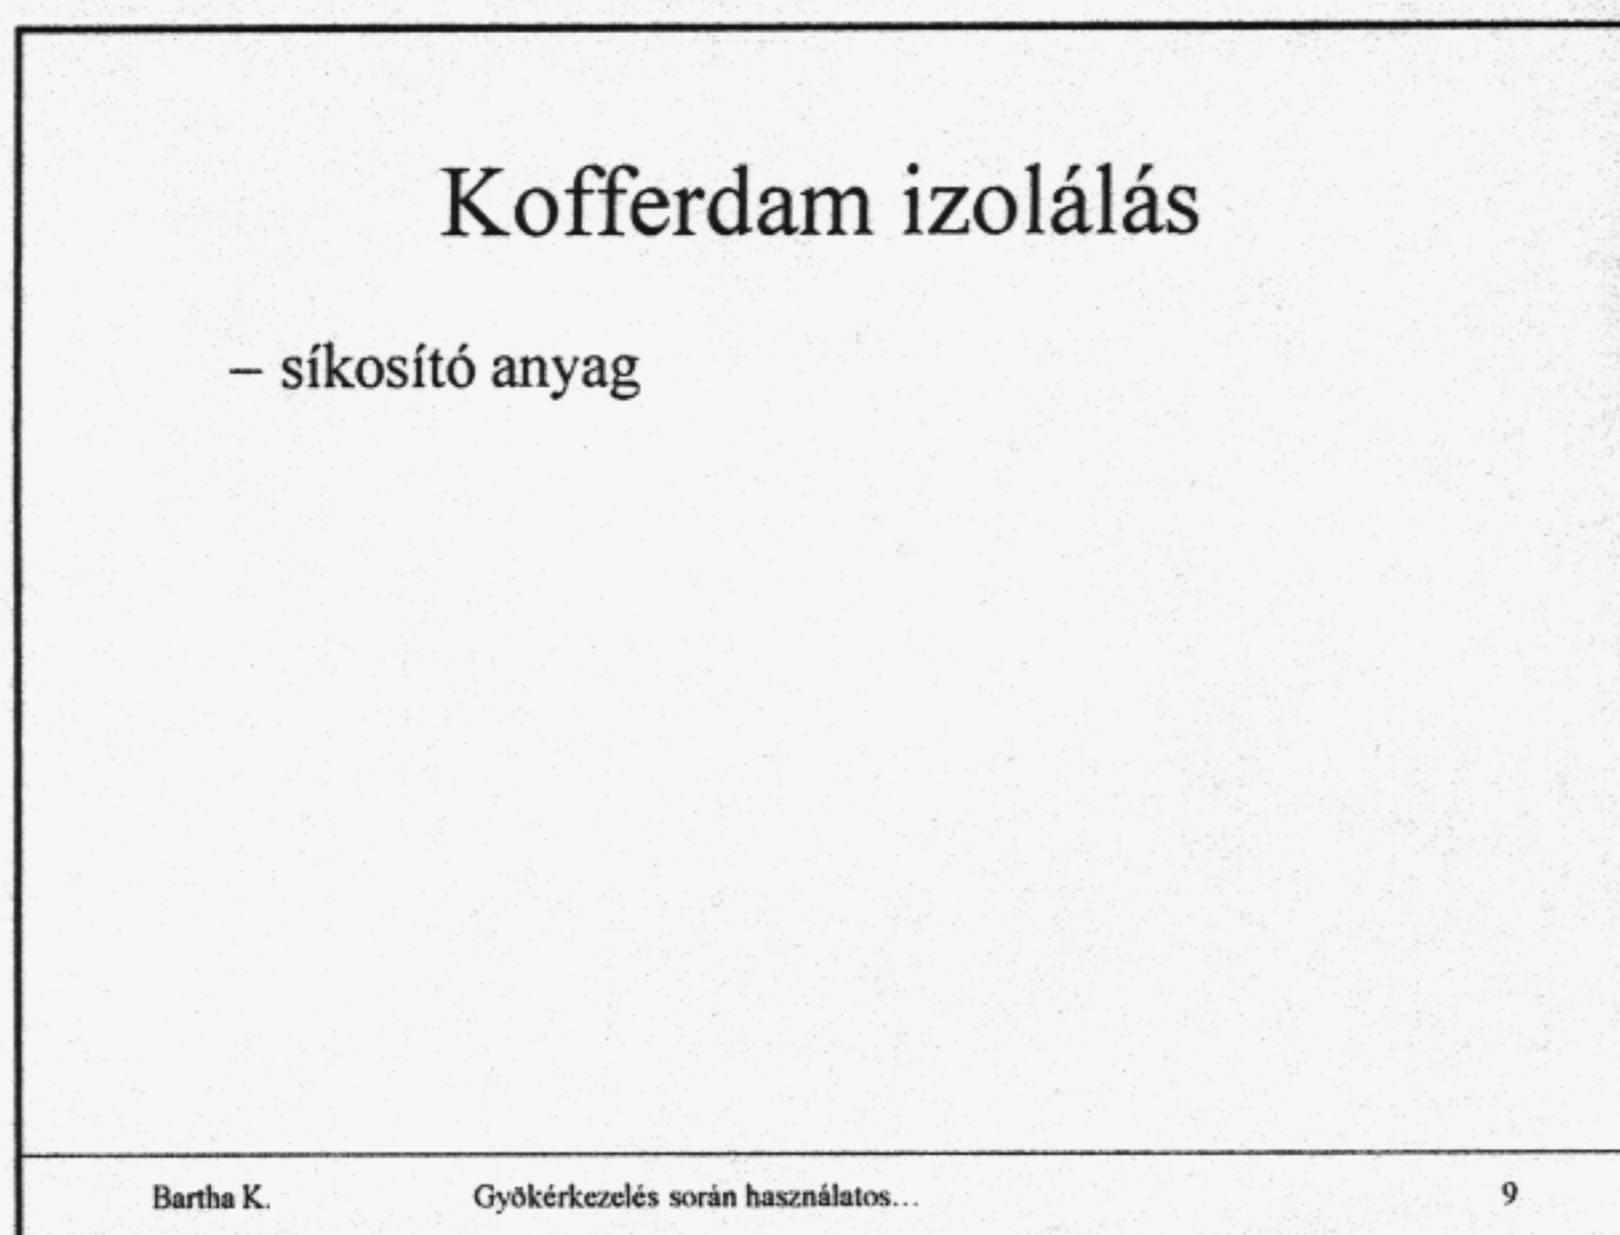 Kofferdam izolálás
– síkosító anyag
Bartha K. Gyökérkezelés során használatos… 9